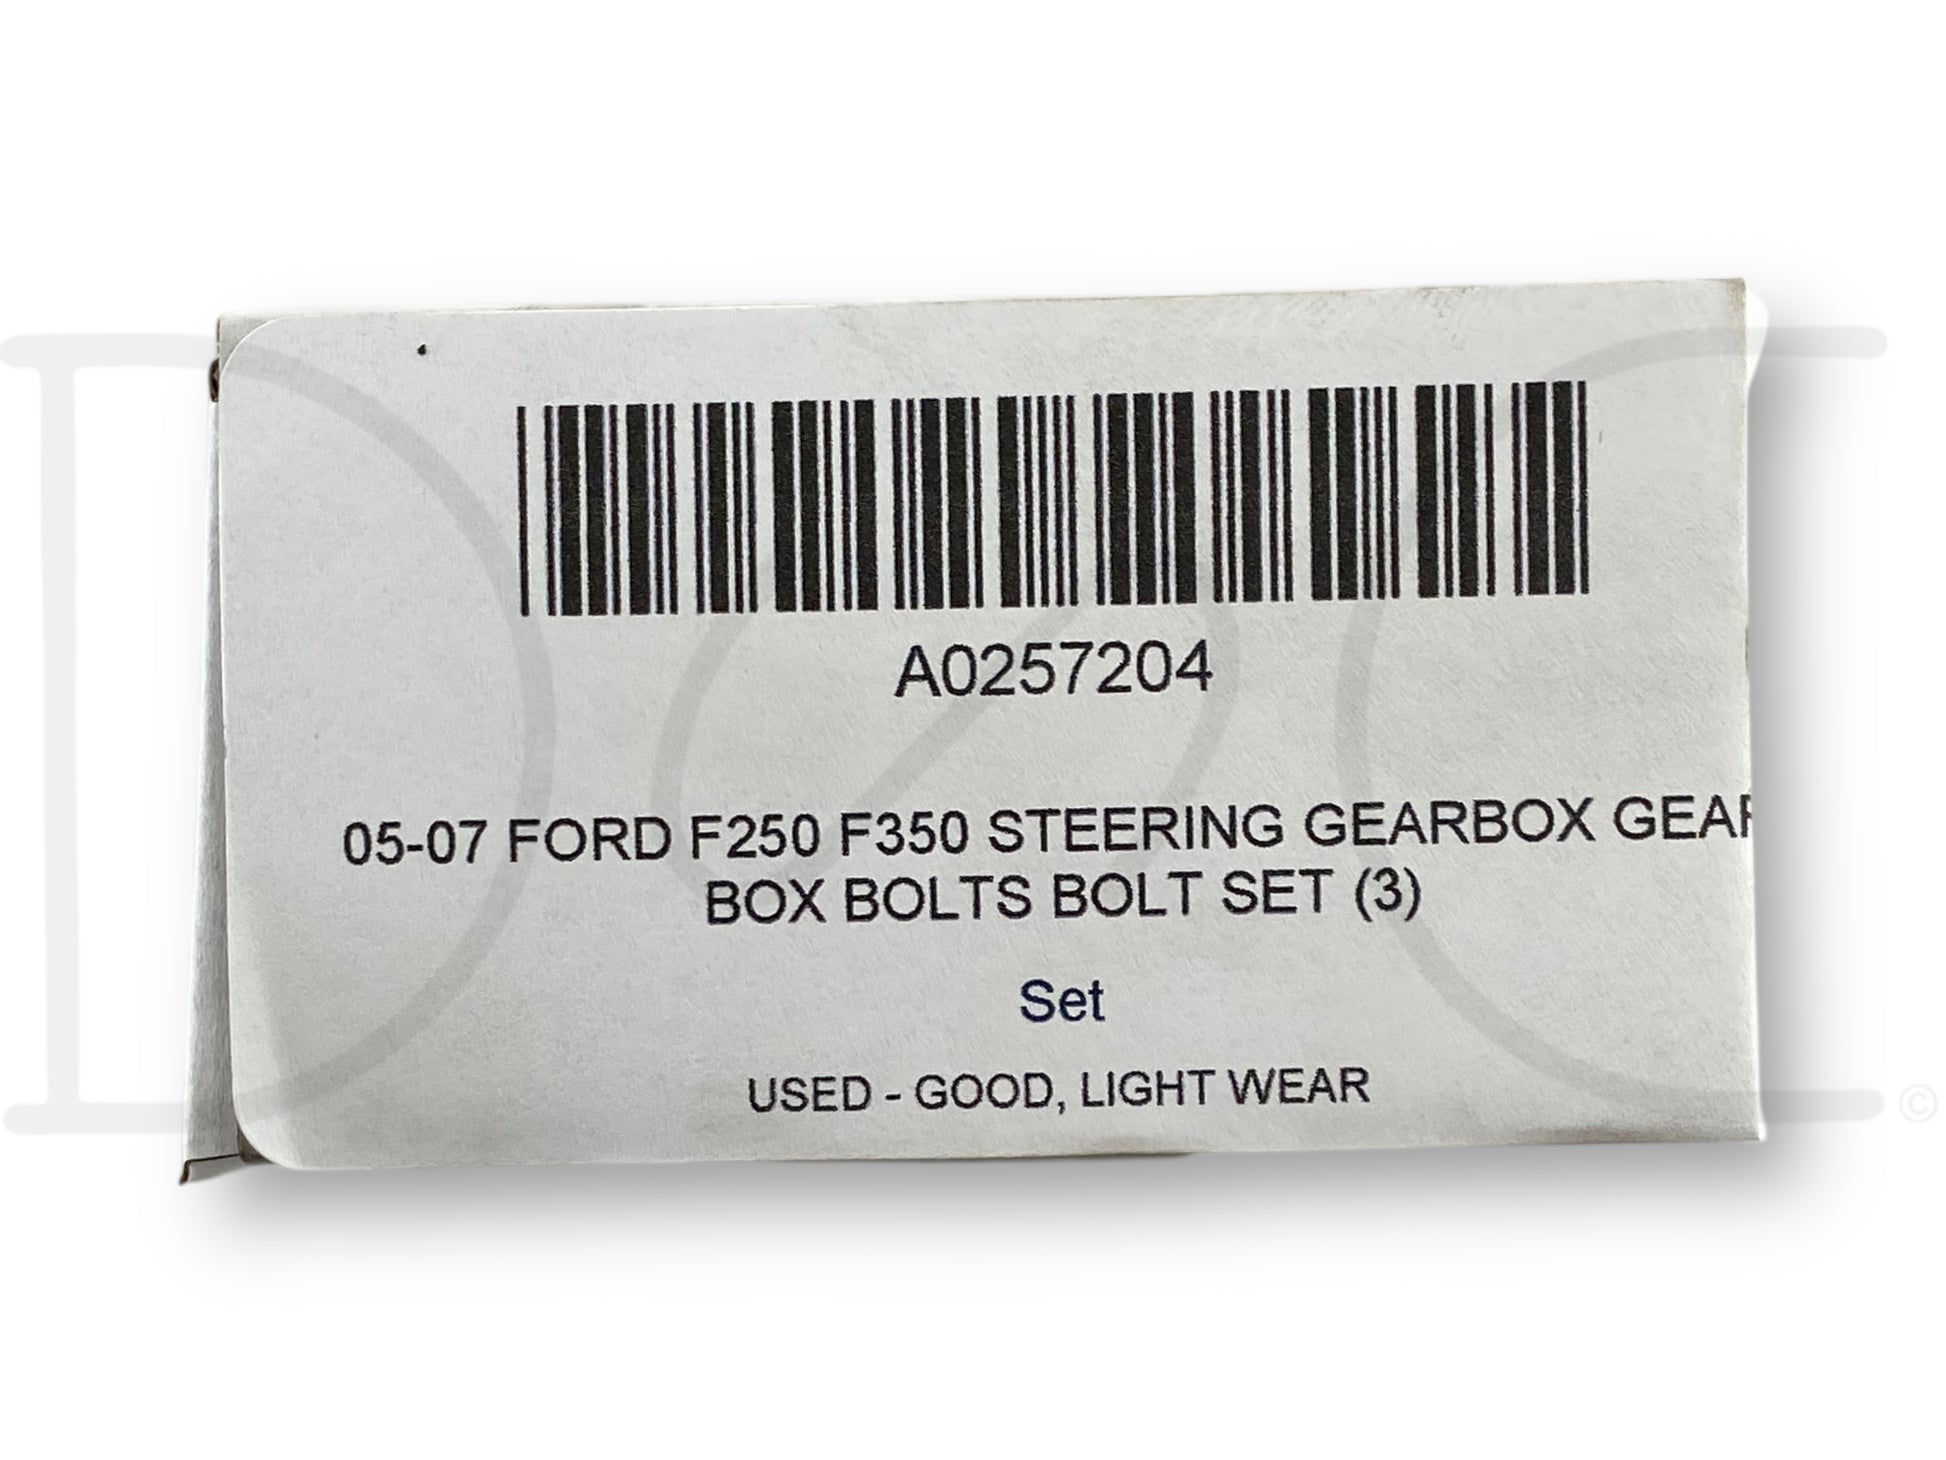 A0257204
05-07 FORD F250 F350 STEERING GEARBOX GEAR
BOX BOLTS BOLT SET (3)
Set
USED - GOOD, LIGHT WEAR
©